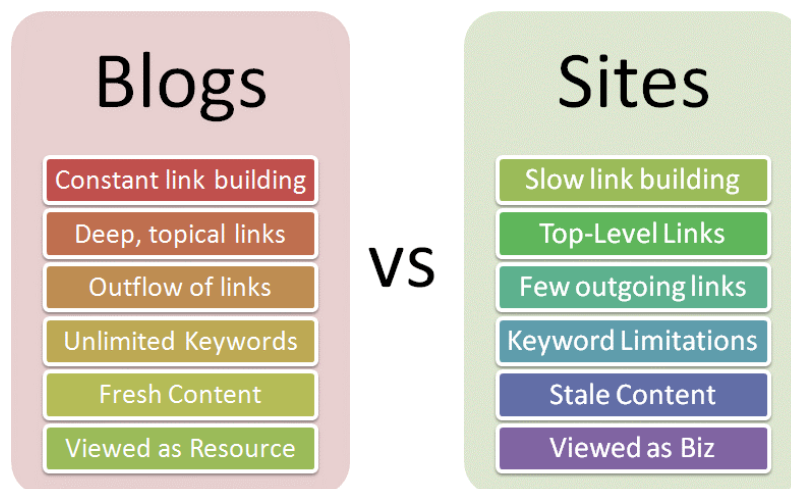 Blogs
Constant link building
Deep, topical links
Outflow of links
Unlimited Keywords
Fresh Content
Viewed as Resource
vs
Sites
Slow link building
Top-Level Links
Few outgoing links
Keyword Limitations
Stale Content
Viewed as Biz